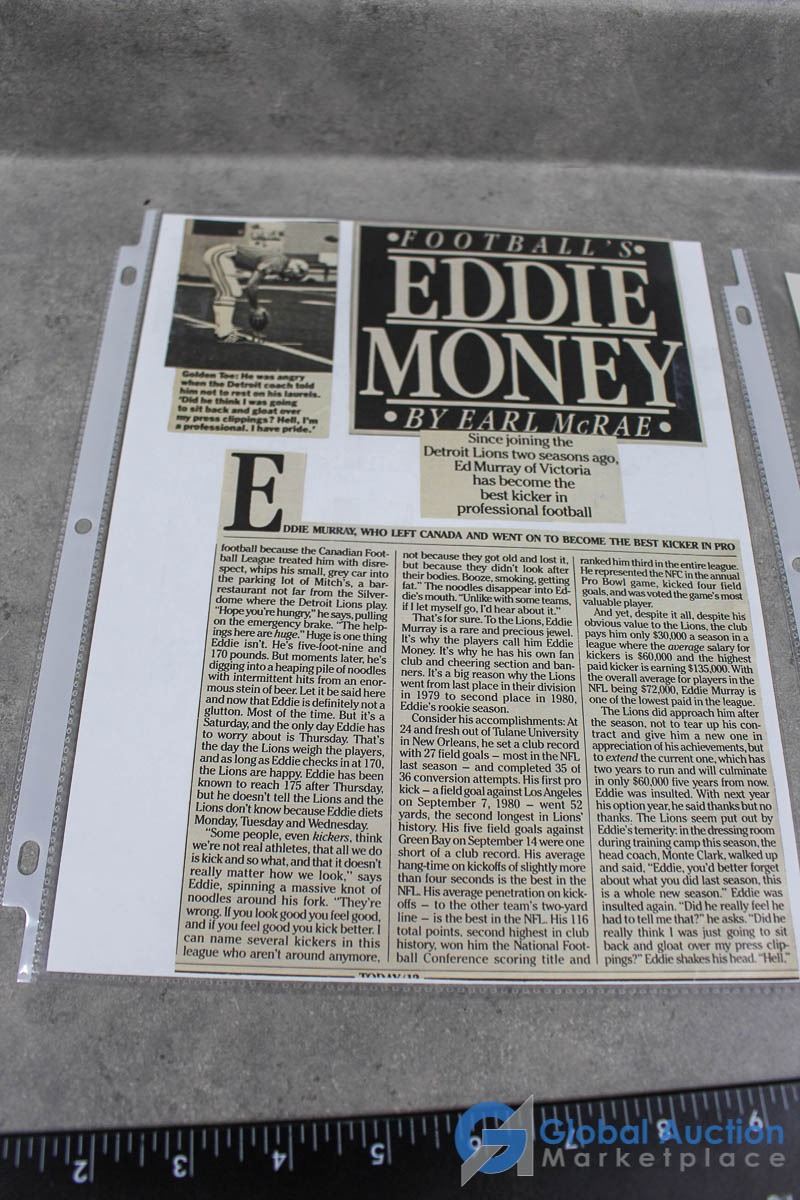 •FOOTBALL'S•
EDDIE
MONEY
•BY EARL McRAE•
Golden Toe: He was angry
when the Detroit coach told
him not to rest on his laurels.
'Did he think I was going
to sit back and gloat over
my press clippings? Hell, I'm
a professional. I have pride.'
Since joining the
Detroit Lions two seasons ago,
Ed Murray of Victoria
has become the
best kicker in
professional football
EDDIE MURRAY, WHO LEFT CANADA AND WENT ON TO BECOME THE BEST KICKER IN PRO
football because the Canadian Foot-
ball League treated him with disre-
spect, whips his small, grey car into
the parking lot of Mitch's, a bar-
restaurant not far from the Silver-
dome where the Detroit Lions play.
"Hope you're hungry," he says, pulling
on the emergency brake. "The help-
ings here are huge." Huge is one thing
Eddie isn't. He's five-foot-nine and
170 pounds. But moments later, he's
digging into a heaping pile of noodles
with intermittent hits from an enor-
mous stein of beer. Let it be said here
and now that Eddie is definitely not a
glutton. Most of the time. But it's a
Saturday, and the only day Eddie has
to worry about is Thursday. That's
the day the Lions weigh the players,
and as long as Eddie checks in at 170,
the Lions are happy. Eddie has been
known to reach 175 after Thursday,
but he doesn't tell the Lions and the
Lions don't know because Eddie diets
Monday, Tuesday and Wednesday.
"Some people, even kickers, think
we're not real athletes, that all we do
is kick and so what, and that it doesn't
really matter how we look," says
Eddie, spinning a massive knot of
noodles around his fork. "They're
wrong. If you look good you feel good,
and if you feel good you kick better. I
can name several kickers in this
league who aren't around anymore,
not because they got old and lost it,
but because they didn't look after
their bodies. Booze, smoking, getting
fat." The noodles disappear into Ed-
die's mouth. "Unlike with some teams,
if I let myself go, I'd hear about it."
That's for sure. To the Lions, Eddie
Murray is a rare and precious jewel.
It's why the players call him Eddie
Money. It's why he has his own fan
club and cheering section and ban-
ners. It's a big reason why the Lions
went from last place in their division
in 1979 to second place in 1980,
Eddie's rookie season.
Consider his accomplishments: At
24 and fresh out of Tulane University
in New Orleans, he set a club record
with 27 field goals – most in the NFL
last season – and completed 35 of
36 conversion attempts. His first pro
kick – a field goal against Los Angeles
on September 7, 1980 – went 52
yards, the second longest in Lions'
history. His five field goals against
Green Bay on September 14 were one
short of a club record. His average
hang-time on kickoffs of slightly more
than four seconds is the best in the
NFL. His average penetration on kick-
offs – to the other team's two-yard
line – is the best in the NFL. His 116
total points, second highest in club
history, won him the National Foot-
ball Conference scoring title and
ranked him third in the entire league.
He represented the NFC in the annual
Pro Bowl game, kicked four field
goals, and was voted the game's most
valuable player.
And yet, despite it all, despite his
obvious value to the Lions, the club
pays him only $30,000 a season in a
league where the average salary for
kickers is $60,000 and the highest
paid kicker is earning $135,000. With
the overall average for players in the
NFL being $72,000, Eddie Murray is
one of the lowest paid in the league.
The Lions did approach him after
the season, not to tear up his con-
tract and give him a new one in
appreciation of his achievements, but
to extend the current one, which has
two years to run and will culminate
in only $60,000 five years from now.
Eddie was insulted. With next year
his option year, he said thanks but no
thanks. The Lions seem put out by
Eddie's temerity: in the dressing room
during training camp this season, the
head coach, Monte Clark, walked up
and said, "Eddie, you'd better forget
about what you did last season, this
is a whole new season." Eddie was
insulted again. "Did he really feel he
had to tell me that?" he asks. "Did he
really think I was just going to sit
back and gloat over my press clip-
pings?" Eddie shakes his head. "Hell,"
TODAY/13
2 3 4 5 6 7 8 9
Global Auction
Marketplace